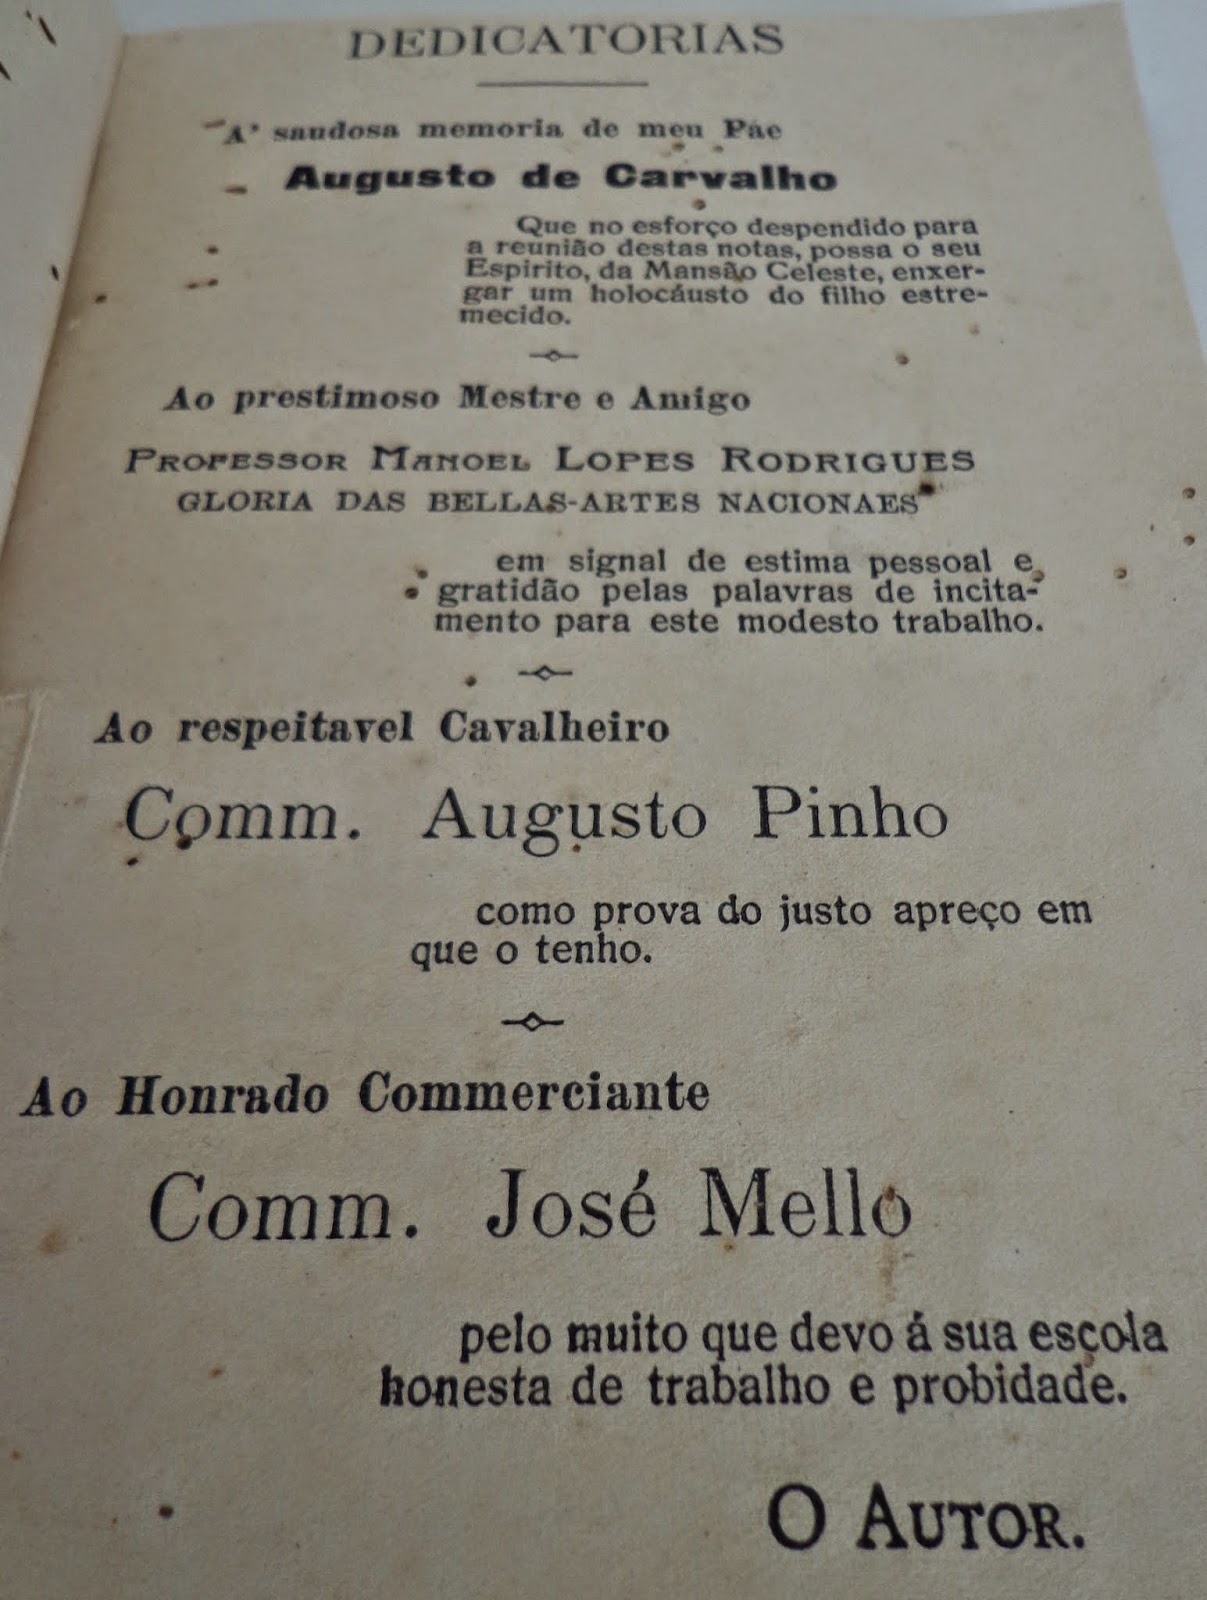 DEDICATORIAS
A' saudosa memoria de meu Pae
Augusto de Carvalho
Que no esforço despendido para
a reunião destas notas, possa o seu
Espirito, da Mansão Celeste, enxer-
gar um holocáusto do filho estre-
mecido.
Ao prestimoso Mestre e Amigo
PROFESSOR MANOEL LOPES RODRIGUES
GLORIA DAS BELLAS-ARTES NACIONAES
em signal de estima pessoal e
gratidão pelas palavras de incita-
mento para este modesto trabalho.
Ao respeitavel Cavalheiro
Comm. Augusto Pinho
como prova do justo apreço em
que o tenho.
Ao Honrado Commerciante
Comm. José Mello
pelo muito que devo á sua escola
honesta de trabalho e probidade.
O AUTOR.